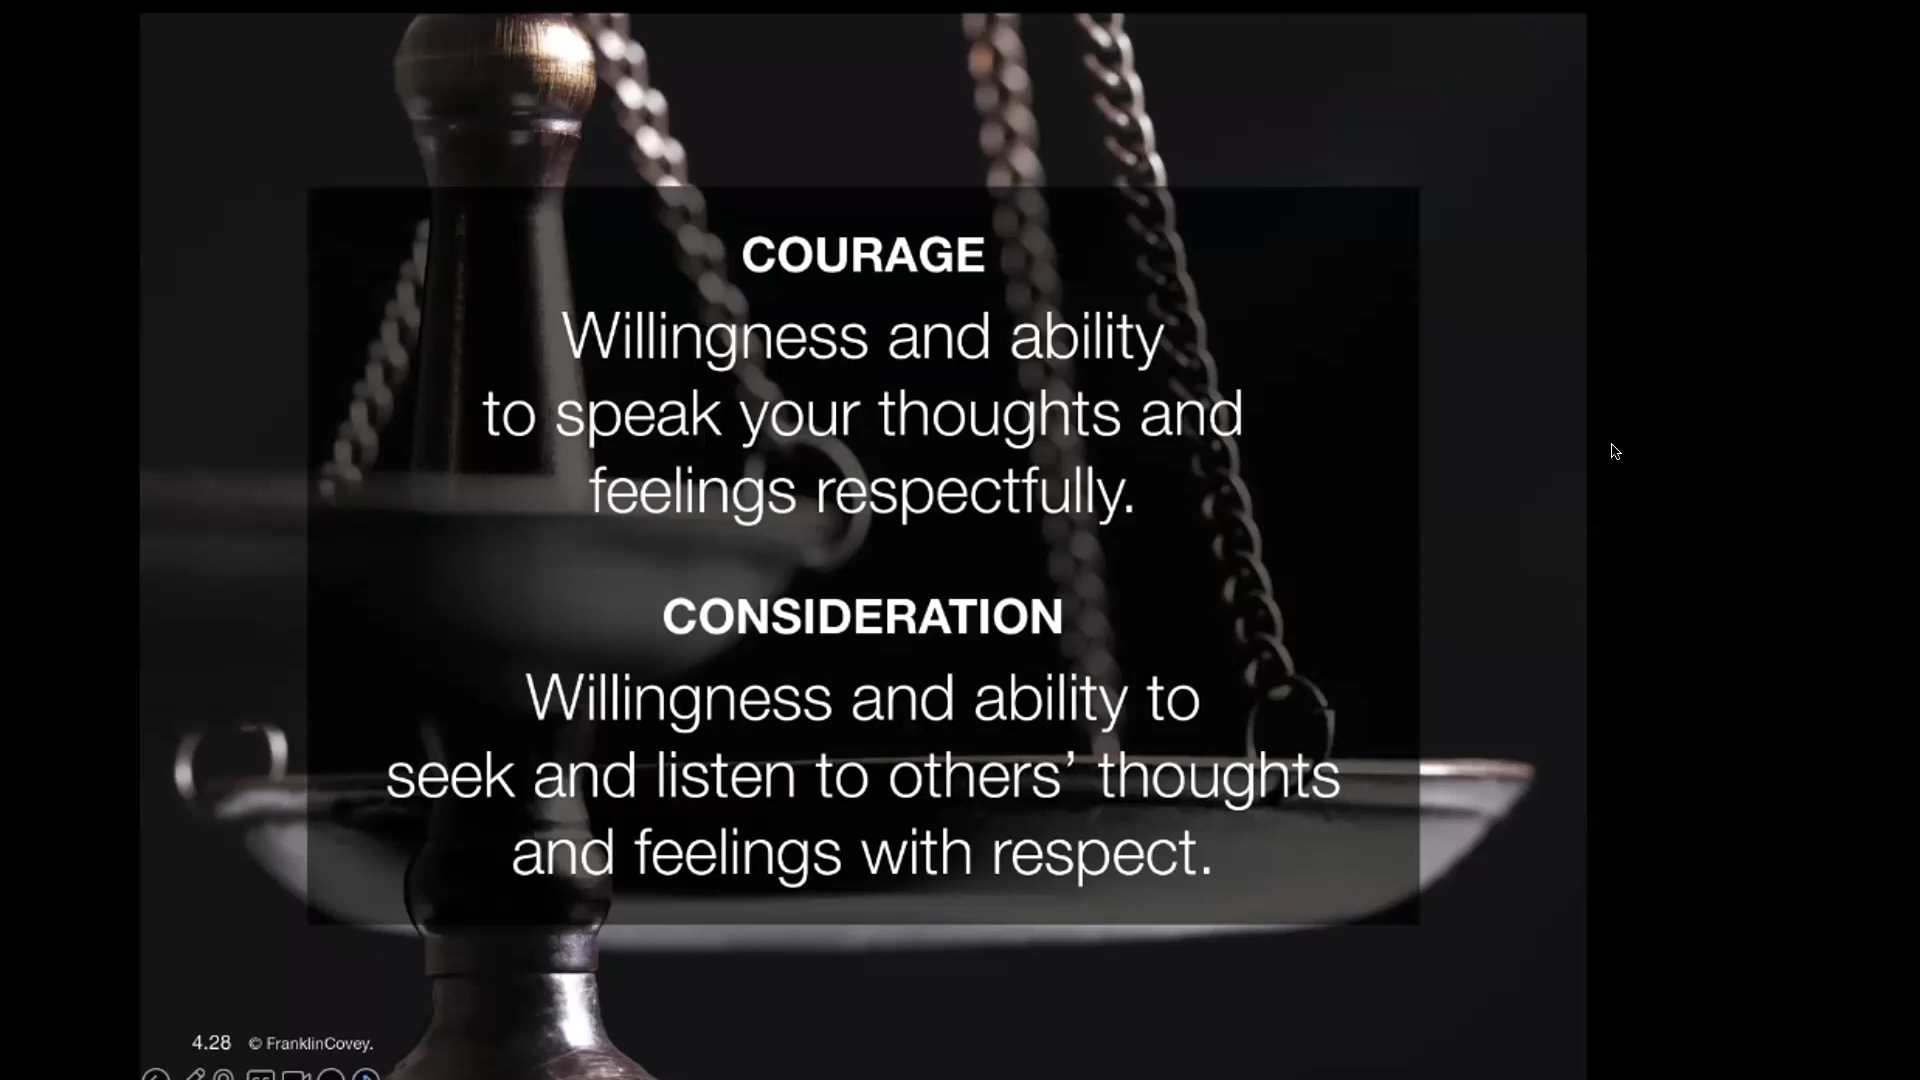 COURAGE
Willingness and ability
to speak your thoughts and
feelings respectfully.
CONSIDERATION
Willingness and ability to
seek and listen to others’ thoughts
and feelings with respect.
4.28 © FranklinCovey.